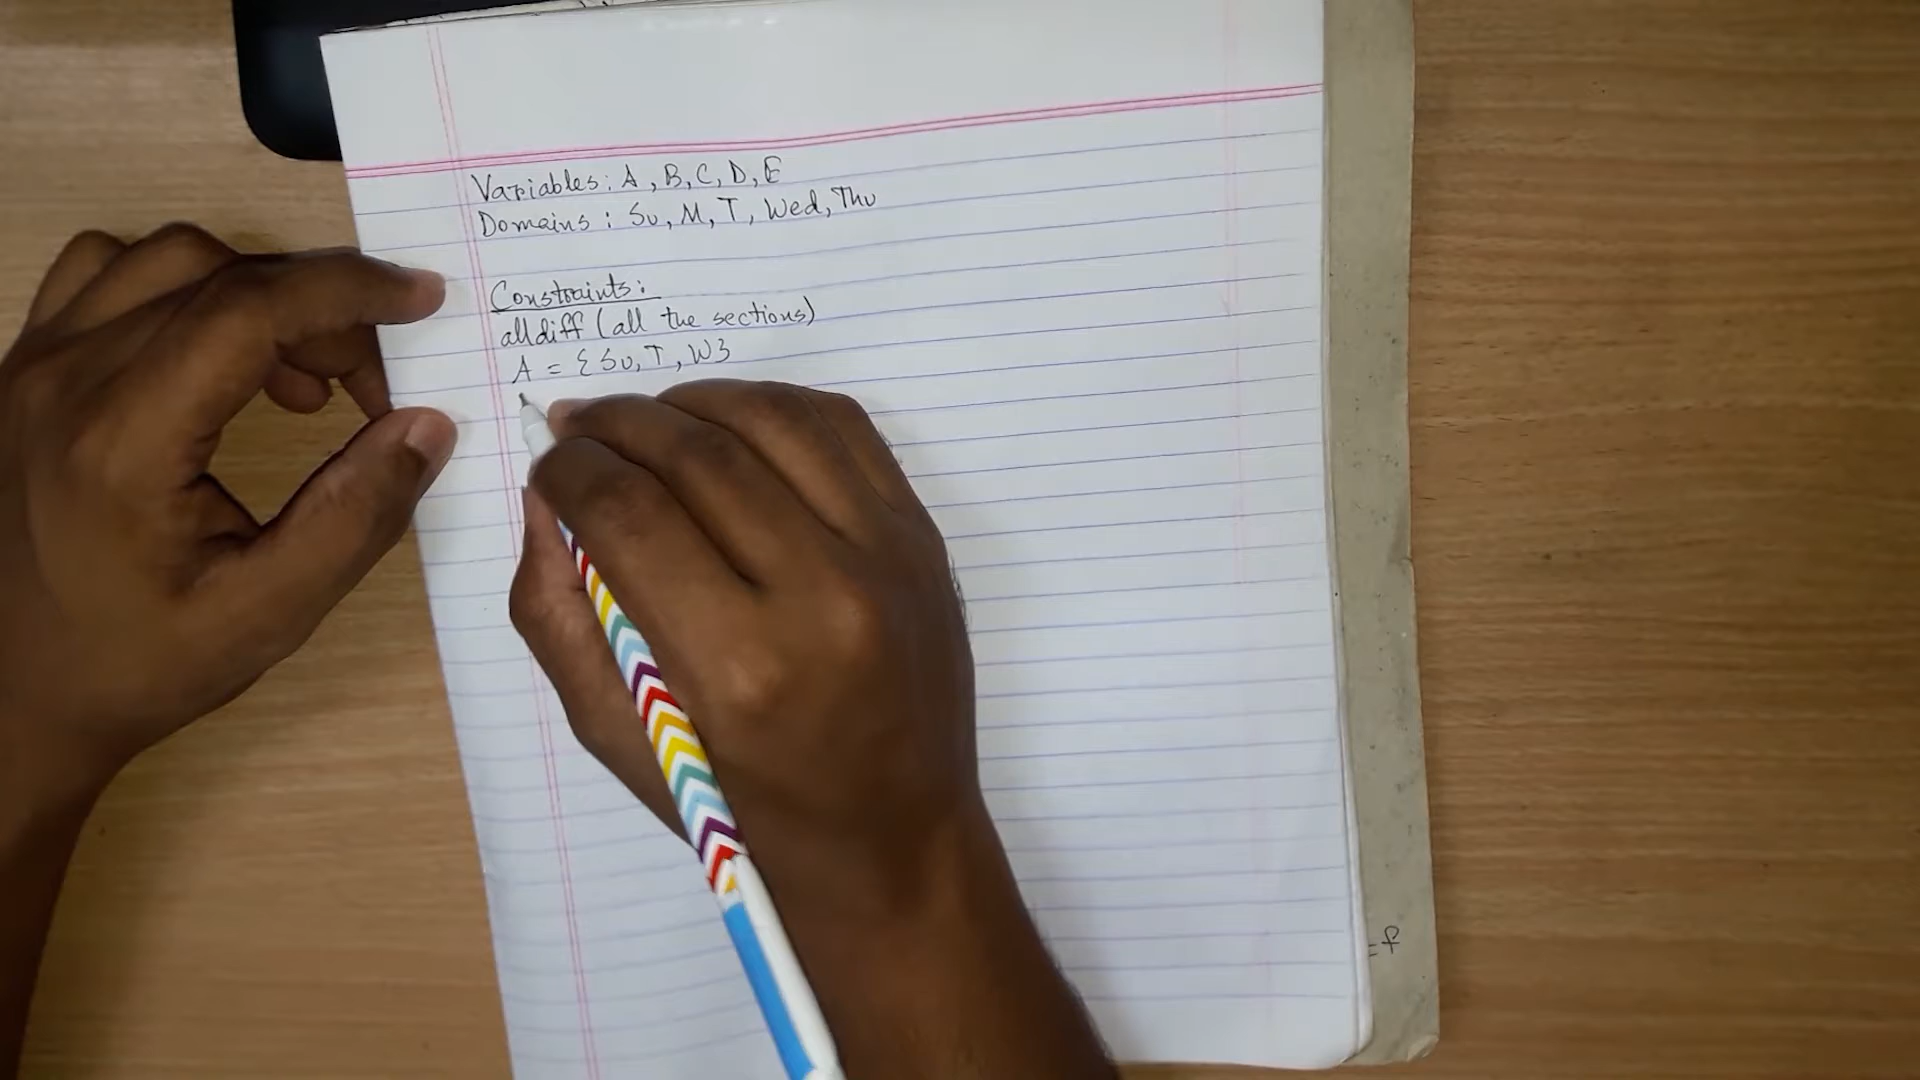 Variables: A, B, C, D, E
Domains: Su, M, T, Wed, Thu
Constraints:
alldiff (all the sections)
A = {Su, T, W}
=f